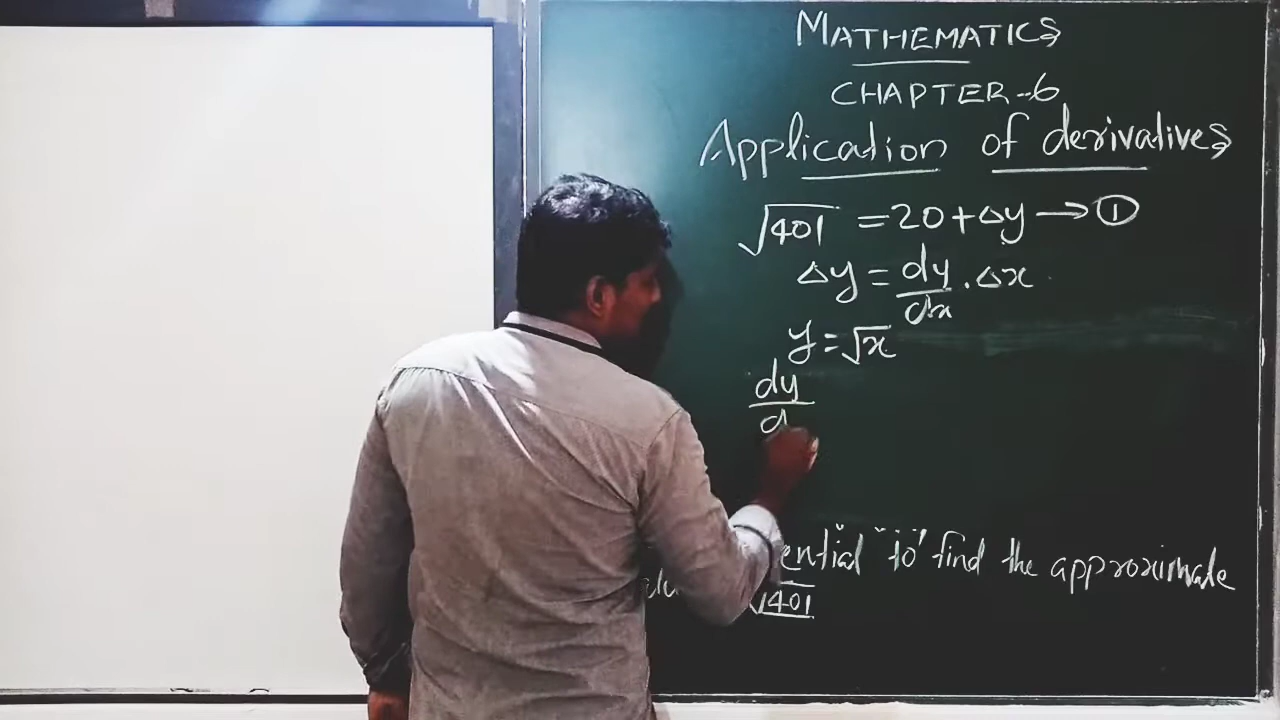 MATHEMATICS
CHAPTER-6
Application of derivatives
√401 = 20 + Δy → ①
Δy = dy/dx . Δx
y = √x
dy/d
to find the approximate
√401